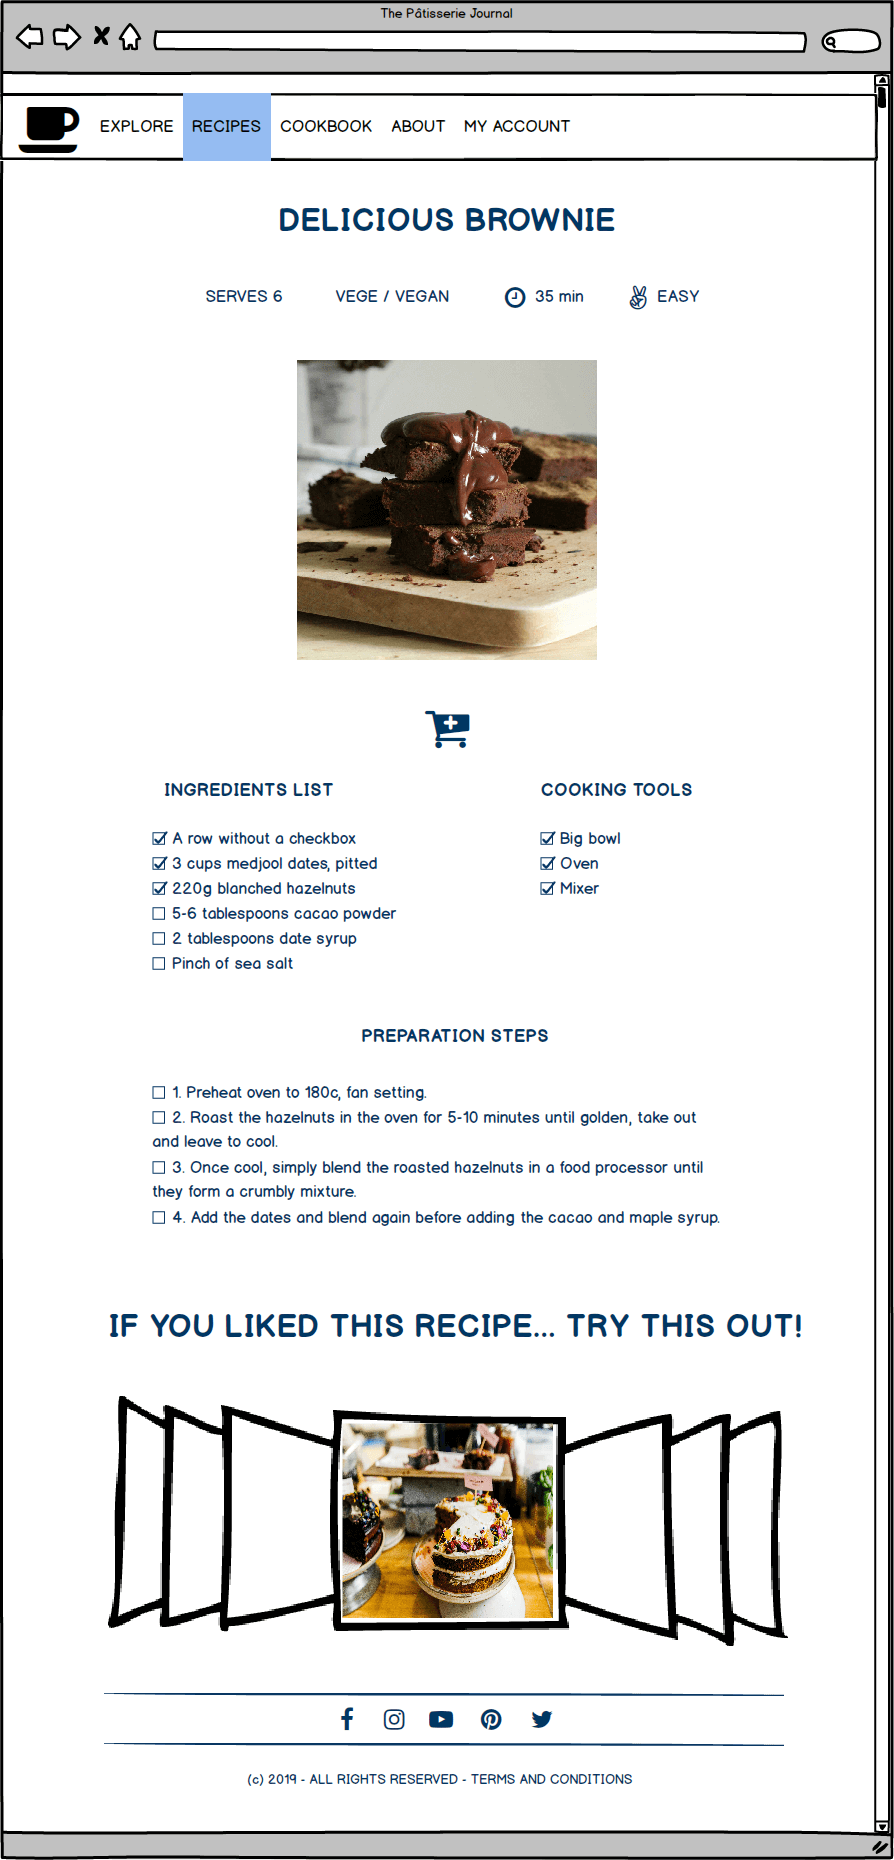 The Pâtisserie Journal
EXPLORE RECIPES COOKBOOK ABOUT MY ACCOUNT
DELICIOUS BROWNIE
SERVES 6 VEGE / VEGAN 35 min EASY
INGREDIENTS LIST
A row without a checkbox
3 cups medjool dates, pitted
220g blanched hazelnuts
5-6 tablespoons cacao powder
2 tablespoons date syrup
Pinch of sea salt
COOKING TOOLS
Big bowl
Oven
Mixer
PREPARATION STEPS
1. Preheat oven to 180c, fan setting.
2. Roast the hazelnuts in the oven for 5-10 minutes until golden, take out
and leave to cool.
3. Once cool, simply blend the roasted hazelnuts in a food processor until
they form a crumbly mixture.
4. Add the dates and blend again before adding the cacao and maple syrup.
IF YOU LIKED THIS RECIPE... TRY THIS OUT!
(c) 2019 - ALL RIGHTS RESERVED - TERMS AND CONDITIONS